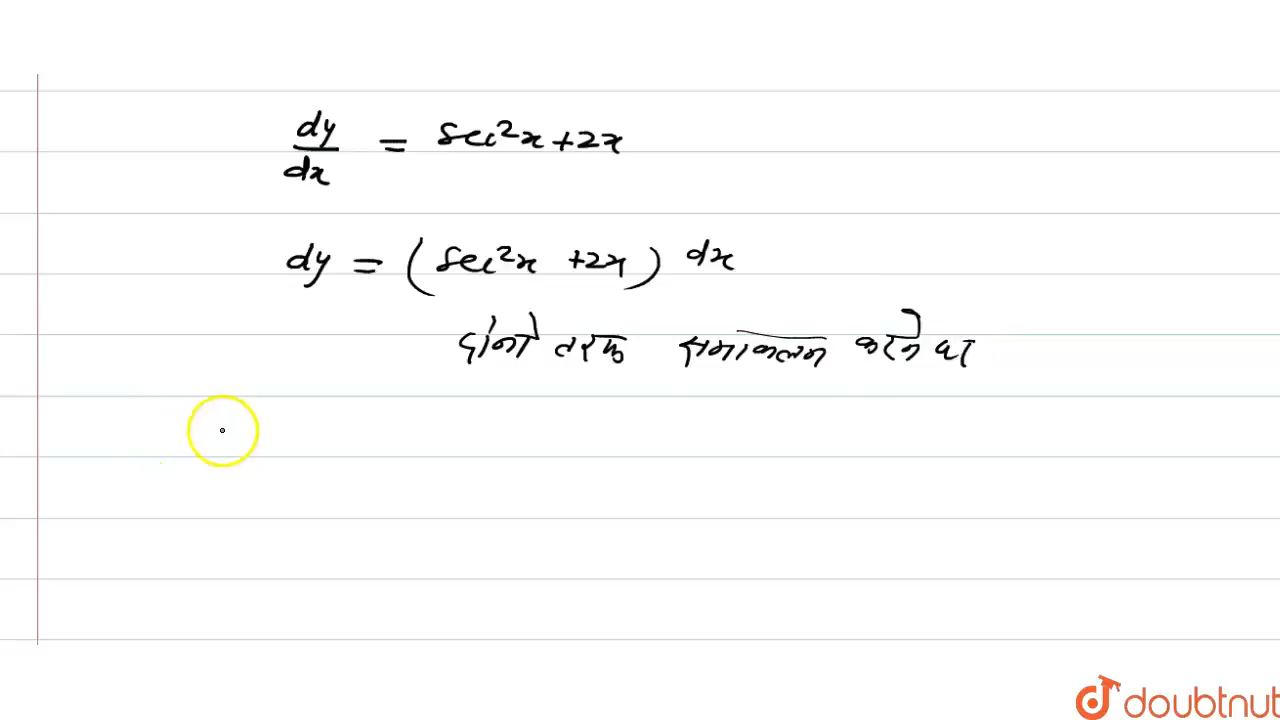 dy/dx = sec²x + 2x
dy = (sec²x + 2x) dx
दोनों तरफ समाकलन करने पर
doubtnut